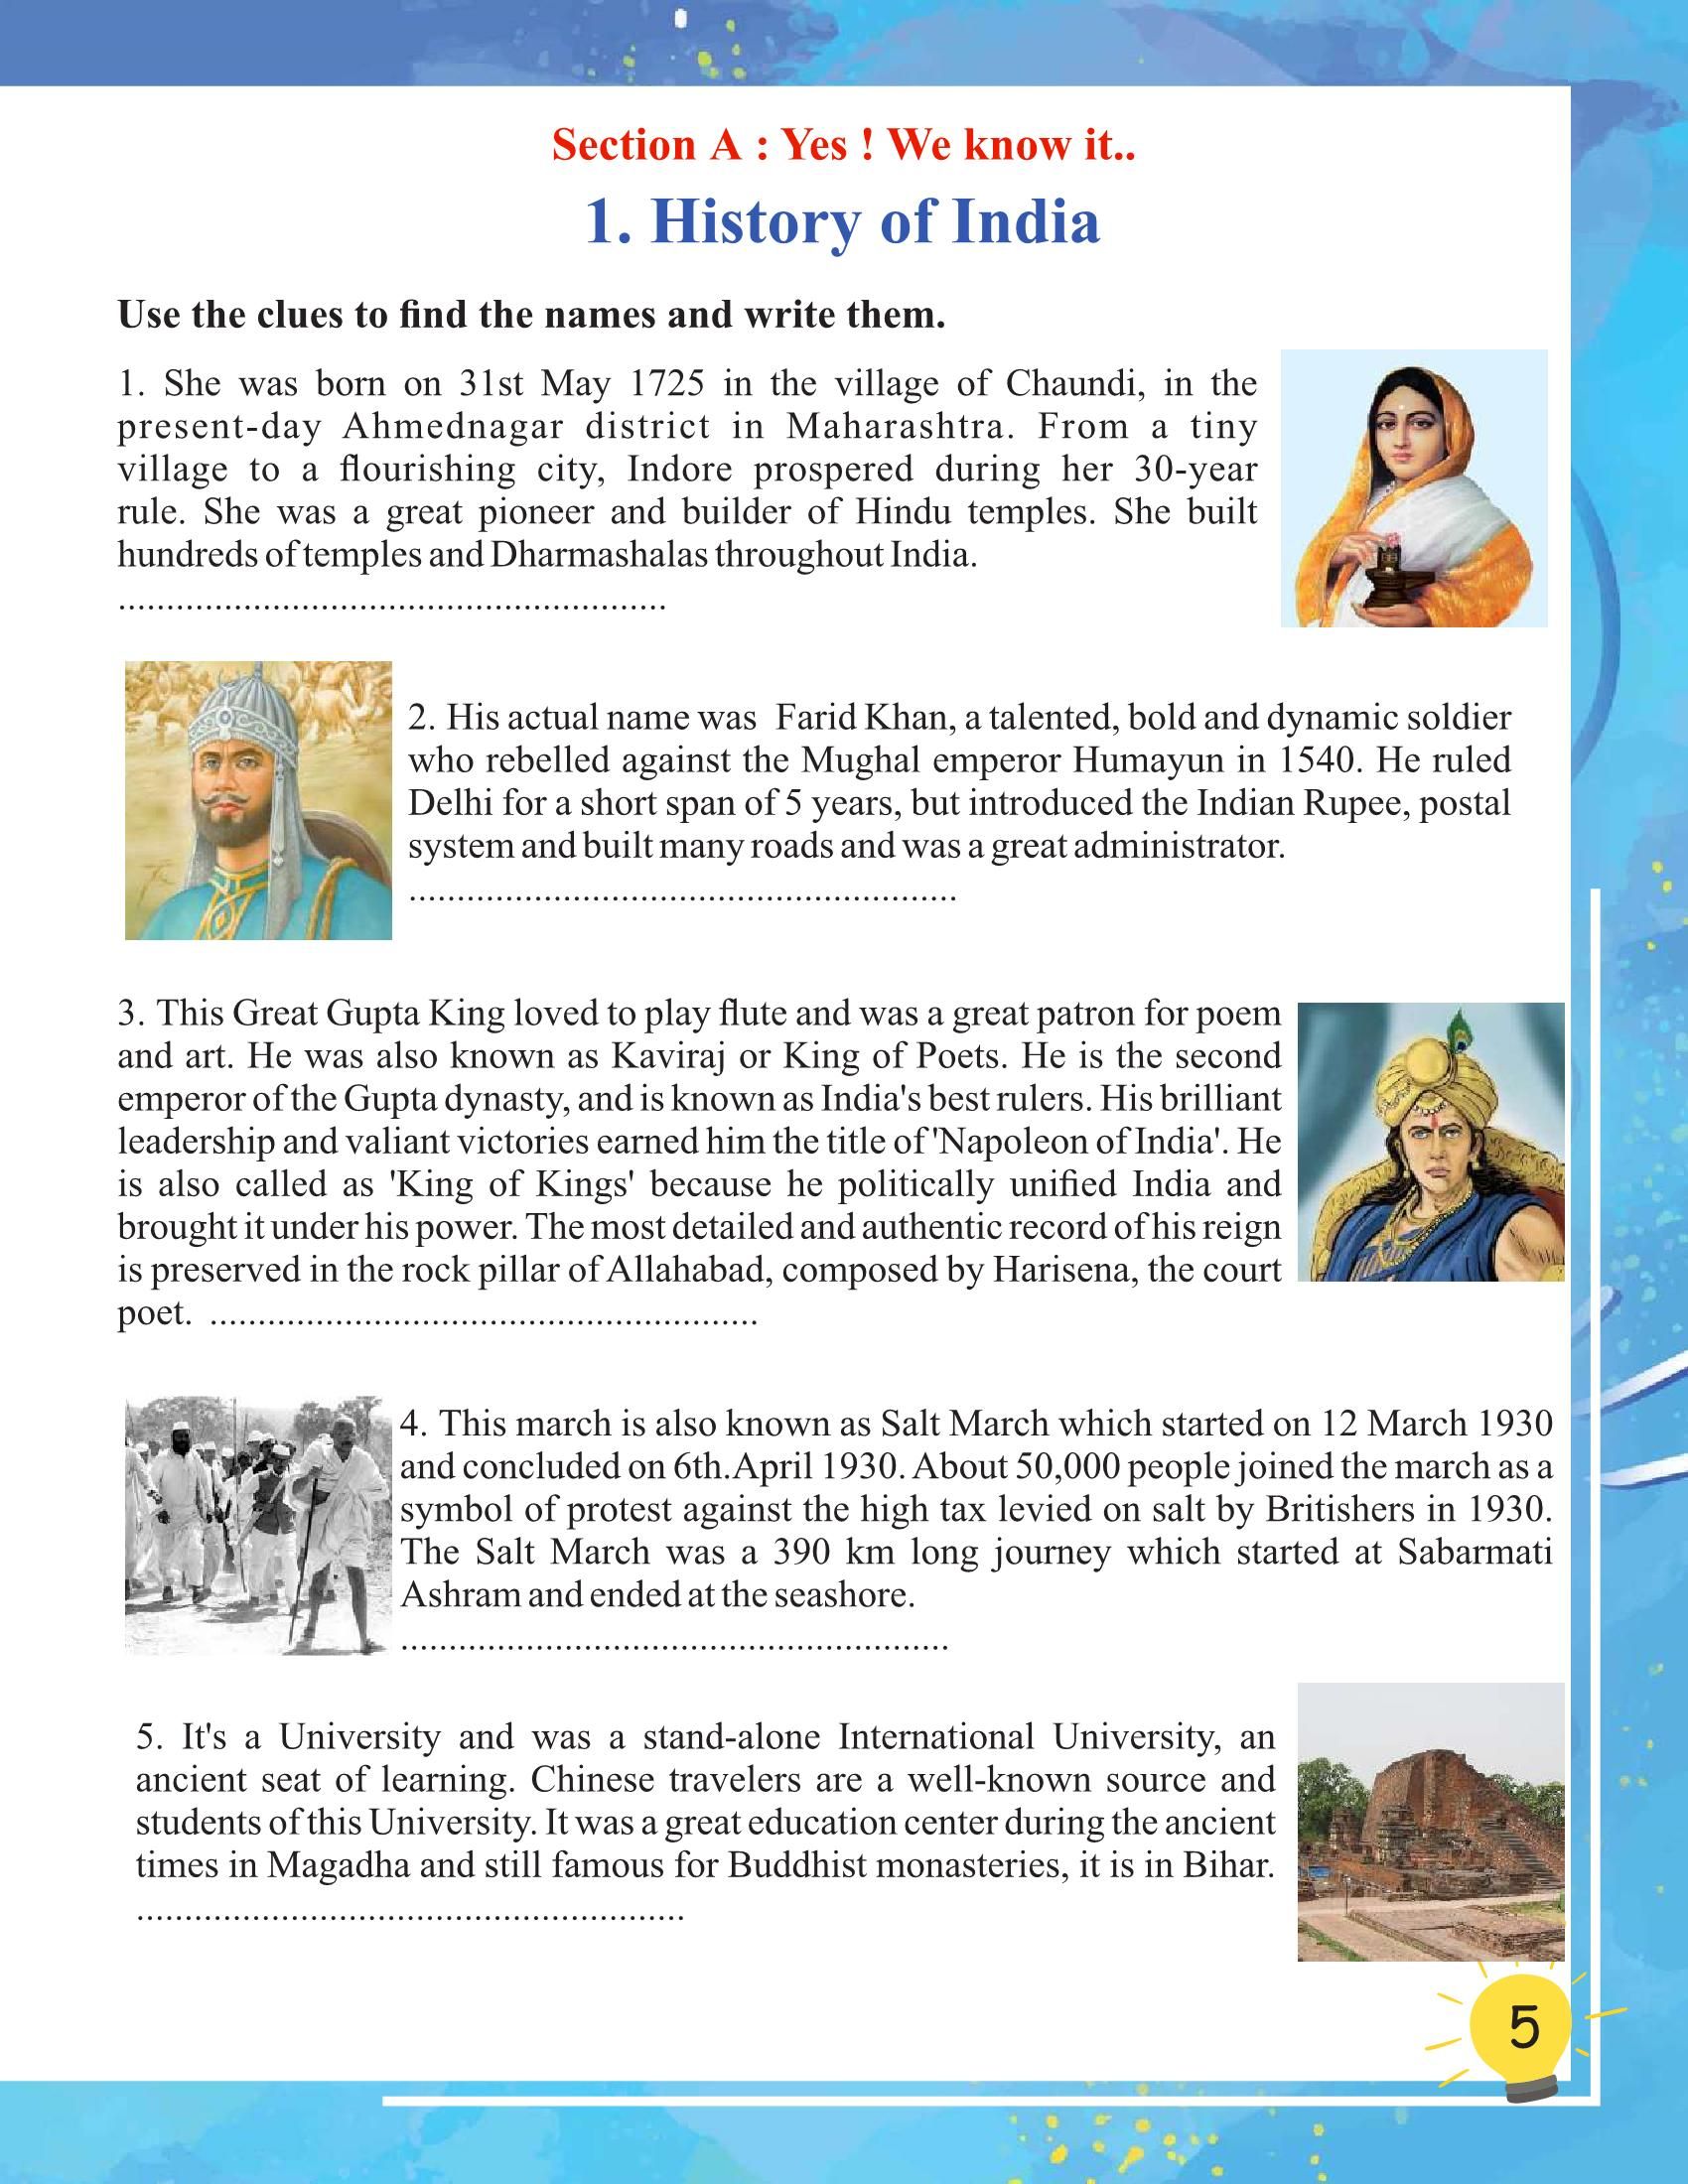 Section A : Yes ! We know it..
1. History of India
Use the clues to find the names and write them.
1. She was born on 31st May 1725 in the village of Chaundi, in the
present-day Ahmednagar district in Maharashtra. From a tiny
village to a flourishing city, Indore prospered during her 30-year
rule. She was a great pioneer and builder of Hindu temples. She built
hundreds of temples and Dharmashalas throughout India.
.........................................................
2. His actual name was Farid Khan, a talented, bold and dynamic soldier
who rebelled against the Mughal emperor Humayun in 1540. He ruled
Delhi for a short span of 5 years, but introduced the Indian Rupee, postal
system and built many roads and was a great administrator.
.........................................................
3. This Great Gupta King loved to play flute and was a great patron for poem
and art. He was also known as Kaviraj or King of Poets. He is the second
emperor of the Gupta dynasty, and is known as India's best rulers. His brilliant
leadership and valiant victories earned him the title of 'Napoleon of India'. He
is also called as 'King of Kings' because he politically unified India and
brought it under his power. The most detailed and authentic record of his reign
is preserved in the rock pillar of Allahabad, composed by Harisena, the court
poet. .........................................................
4. This march is also known as Salt March which started on 12 March 1930
and concluded on 6th.April 1930. About 50,000 people joined the march as a
symbol of protest against the high tax levied on salt by Britishers in 1930.
The Salt March was a 390 km long journey which started at Sabarmati
Ashram and ended at the seashore.
.........................................................
5. It's a University and was a stand-alone International University, an
ancient seat of learning. Chinese travelers are a well-known source and
students of this University. It was a great education center during the ancient
times in Magadha and still famous for Buddhist monasteries, it is in Bihar.
.........................................................
5